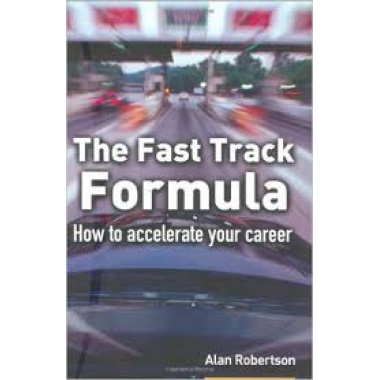 The Fast Track
Formula
How to accelerate your career
Alan Robertson